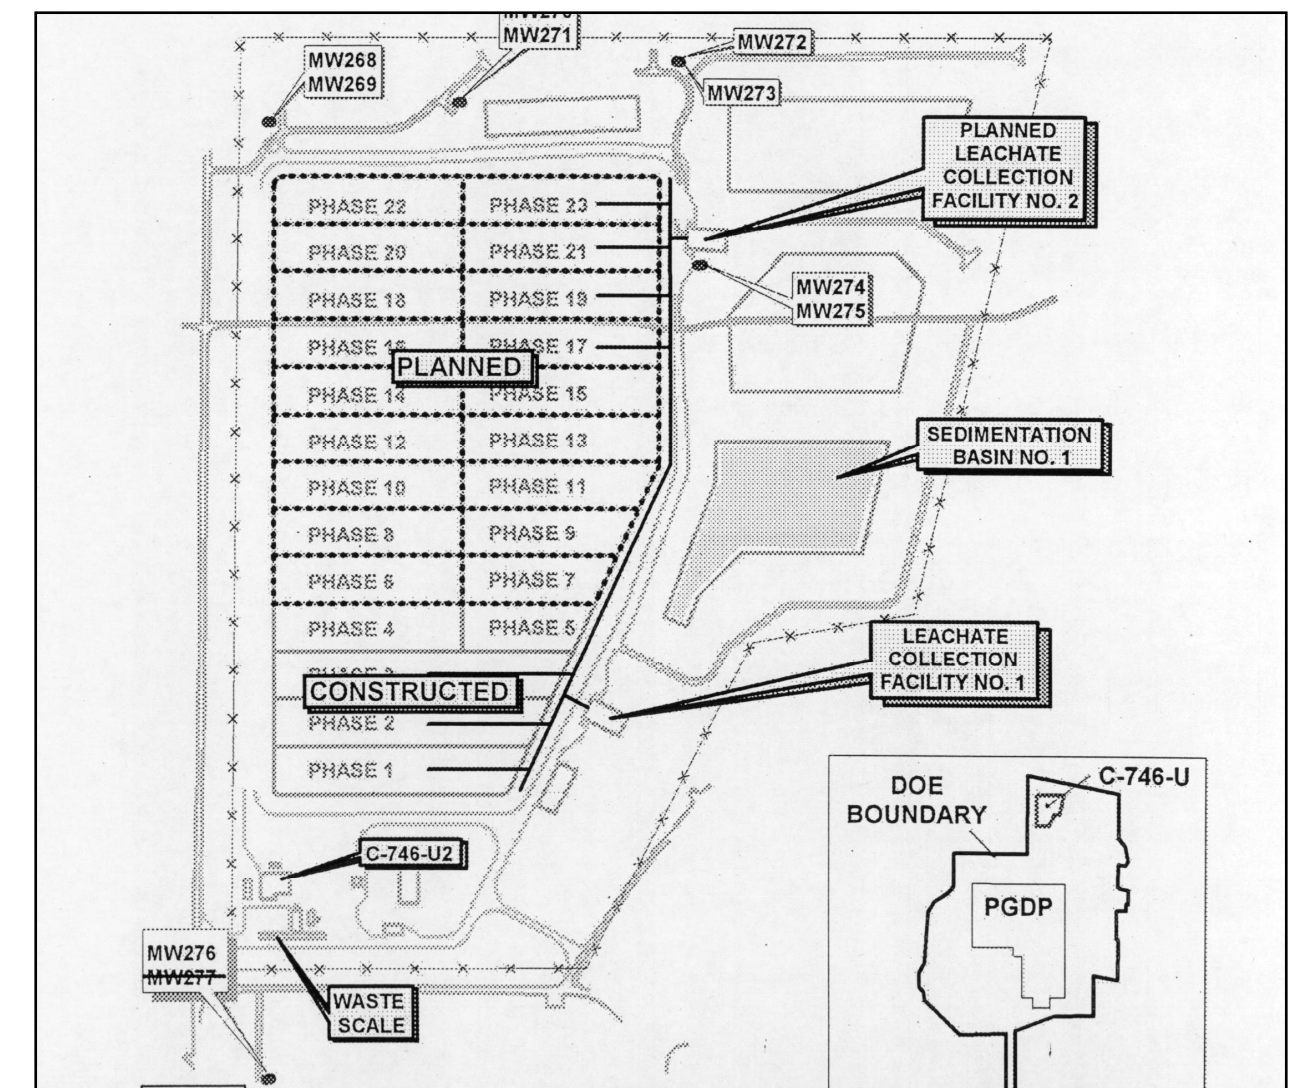 MW271
MW268
MW269
MW272
MW273
PLANNED
LEACHATE
COLLECTION
FACILITY NO. 2
PHASE 22
PHASE 23
PHASE 20
PHASE 21
PHASE 18
PHASE 19
MW274
MW275
PHASE 16
PHASE 17
PLANNED
PHASE 14
PHASE 15
PHASE 12
PHASE 13
SEDIMENTATION
BASIN NO. 1
PHASE 10
PHASE 11
PHASE 8
PHASE 9
PHASE 6
PHASE 7
PHASE 4
PHASE 5
LEACHATE
COLLECTION
FACILITY NO. 1
PHASE 3
CONSTRUCTED
PHASE 2
PHASE 1
DOE
BOUNDARY
C-746-U
C-746-U2
PGDP
MW276
MW277
WASTE
SCALE